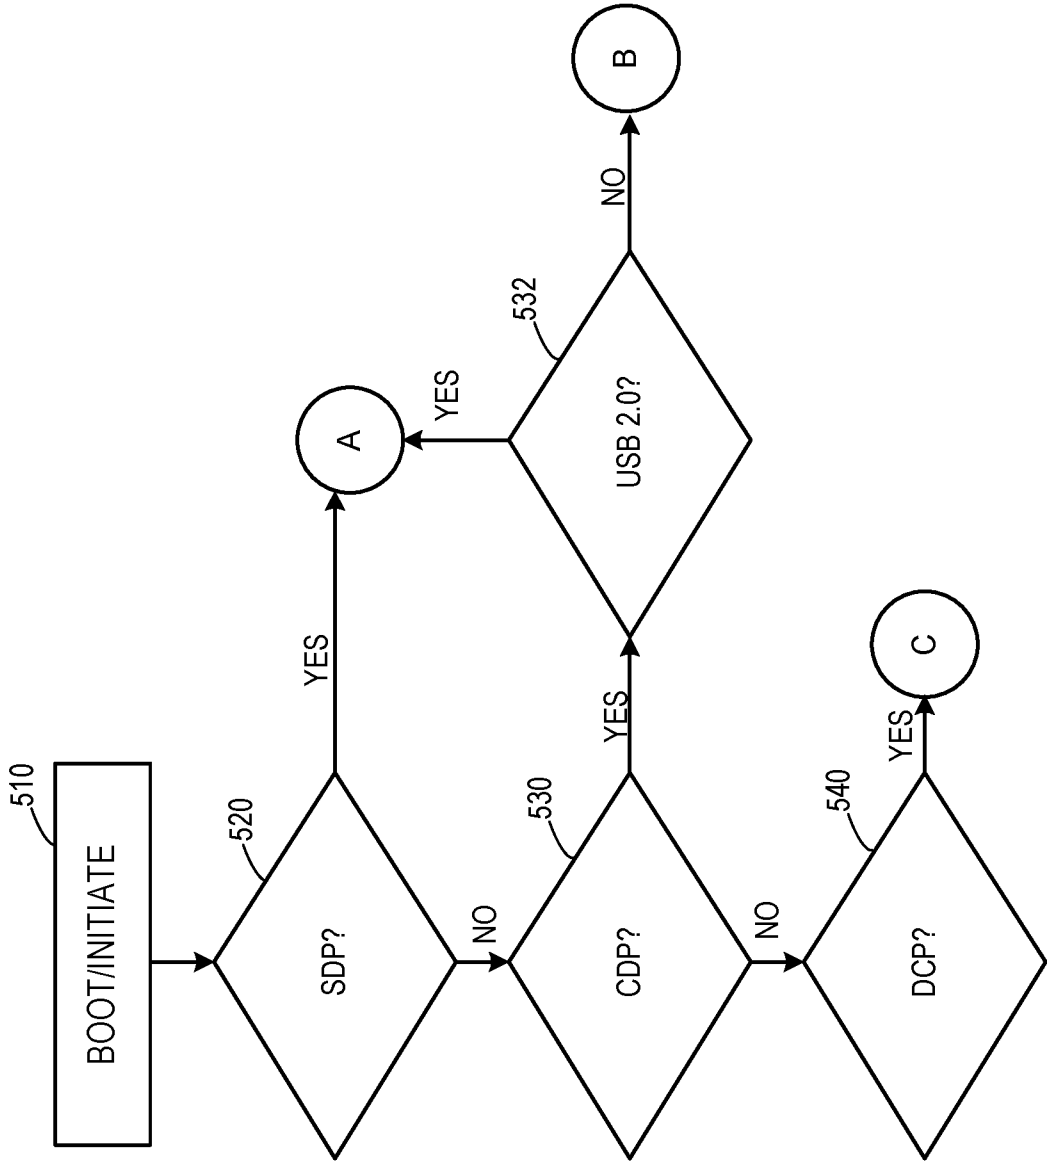 510
BOOT/INITIATE
520
SDP?
YES
A
NO
530
CDP?
YES
532
USB 2.0?
YES
NO
B
NO
540
DCP?
YES
C